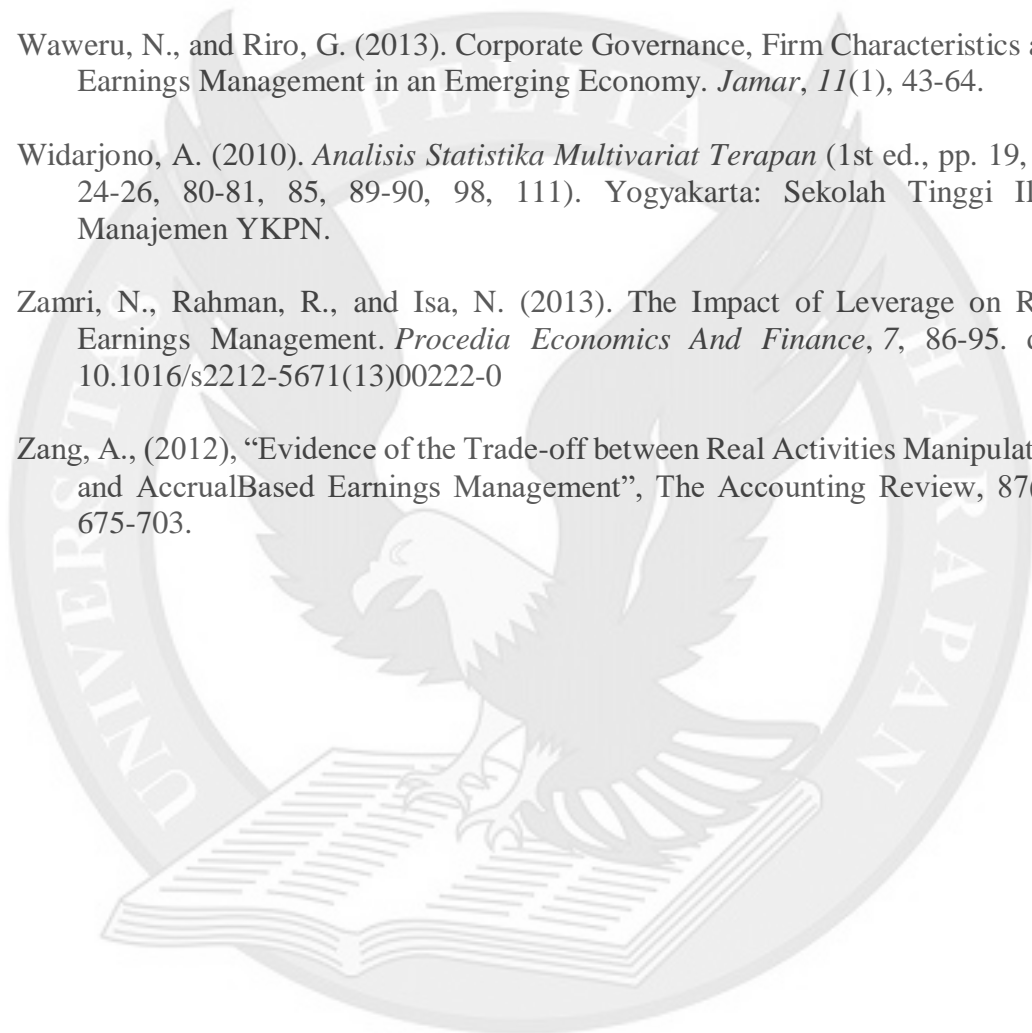 Waweru, N., and Riro, G. (2013). Corporate Governance, Firm Characteristics a
Earnings Management in an Emerging Economy. Jamar, 11(1), 43-64.
Widarjono, A. (2010). Analisis Statistika Multivariat Terapan (1st ed., pp. 19,
24-26, 80-81, 85, 89-90, 98, 111). Yogyakarta: Sekolah Tinggi Il
Manajemen YKPN.
Zamri, N., Rahman, R., and Isa, N. (2013). The Impact of Leverage on R
Earnings Management. Procedia Economics And Finance, 7, 86-95.
10.1016/s2212-5671(13)00222-0
Zang, A., (2012), “Evidence of the Trade-off between Real Activities Manipulat
and AccrualBased Earnings Management”, The Accounting Review, 87(
675-703.
UNIVERSITAS PELITA HARAPAN